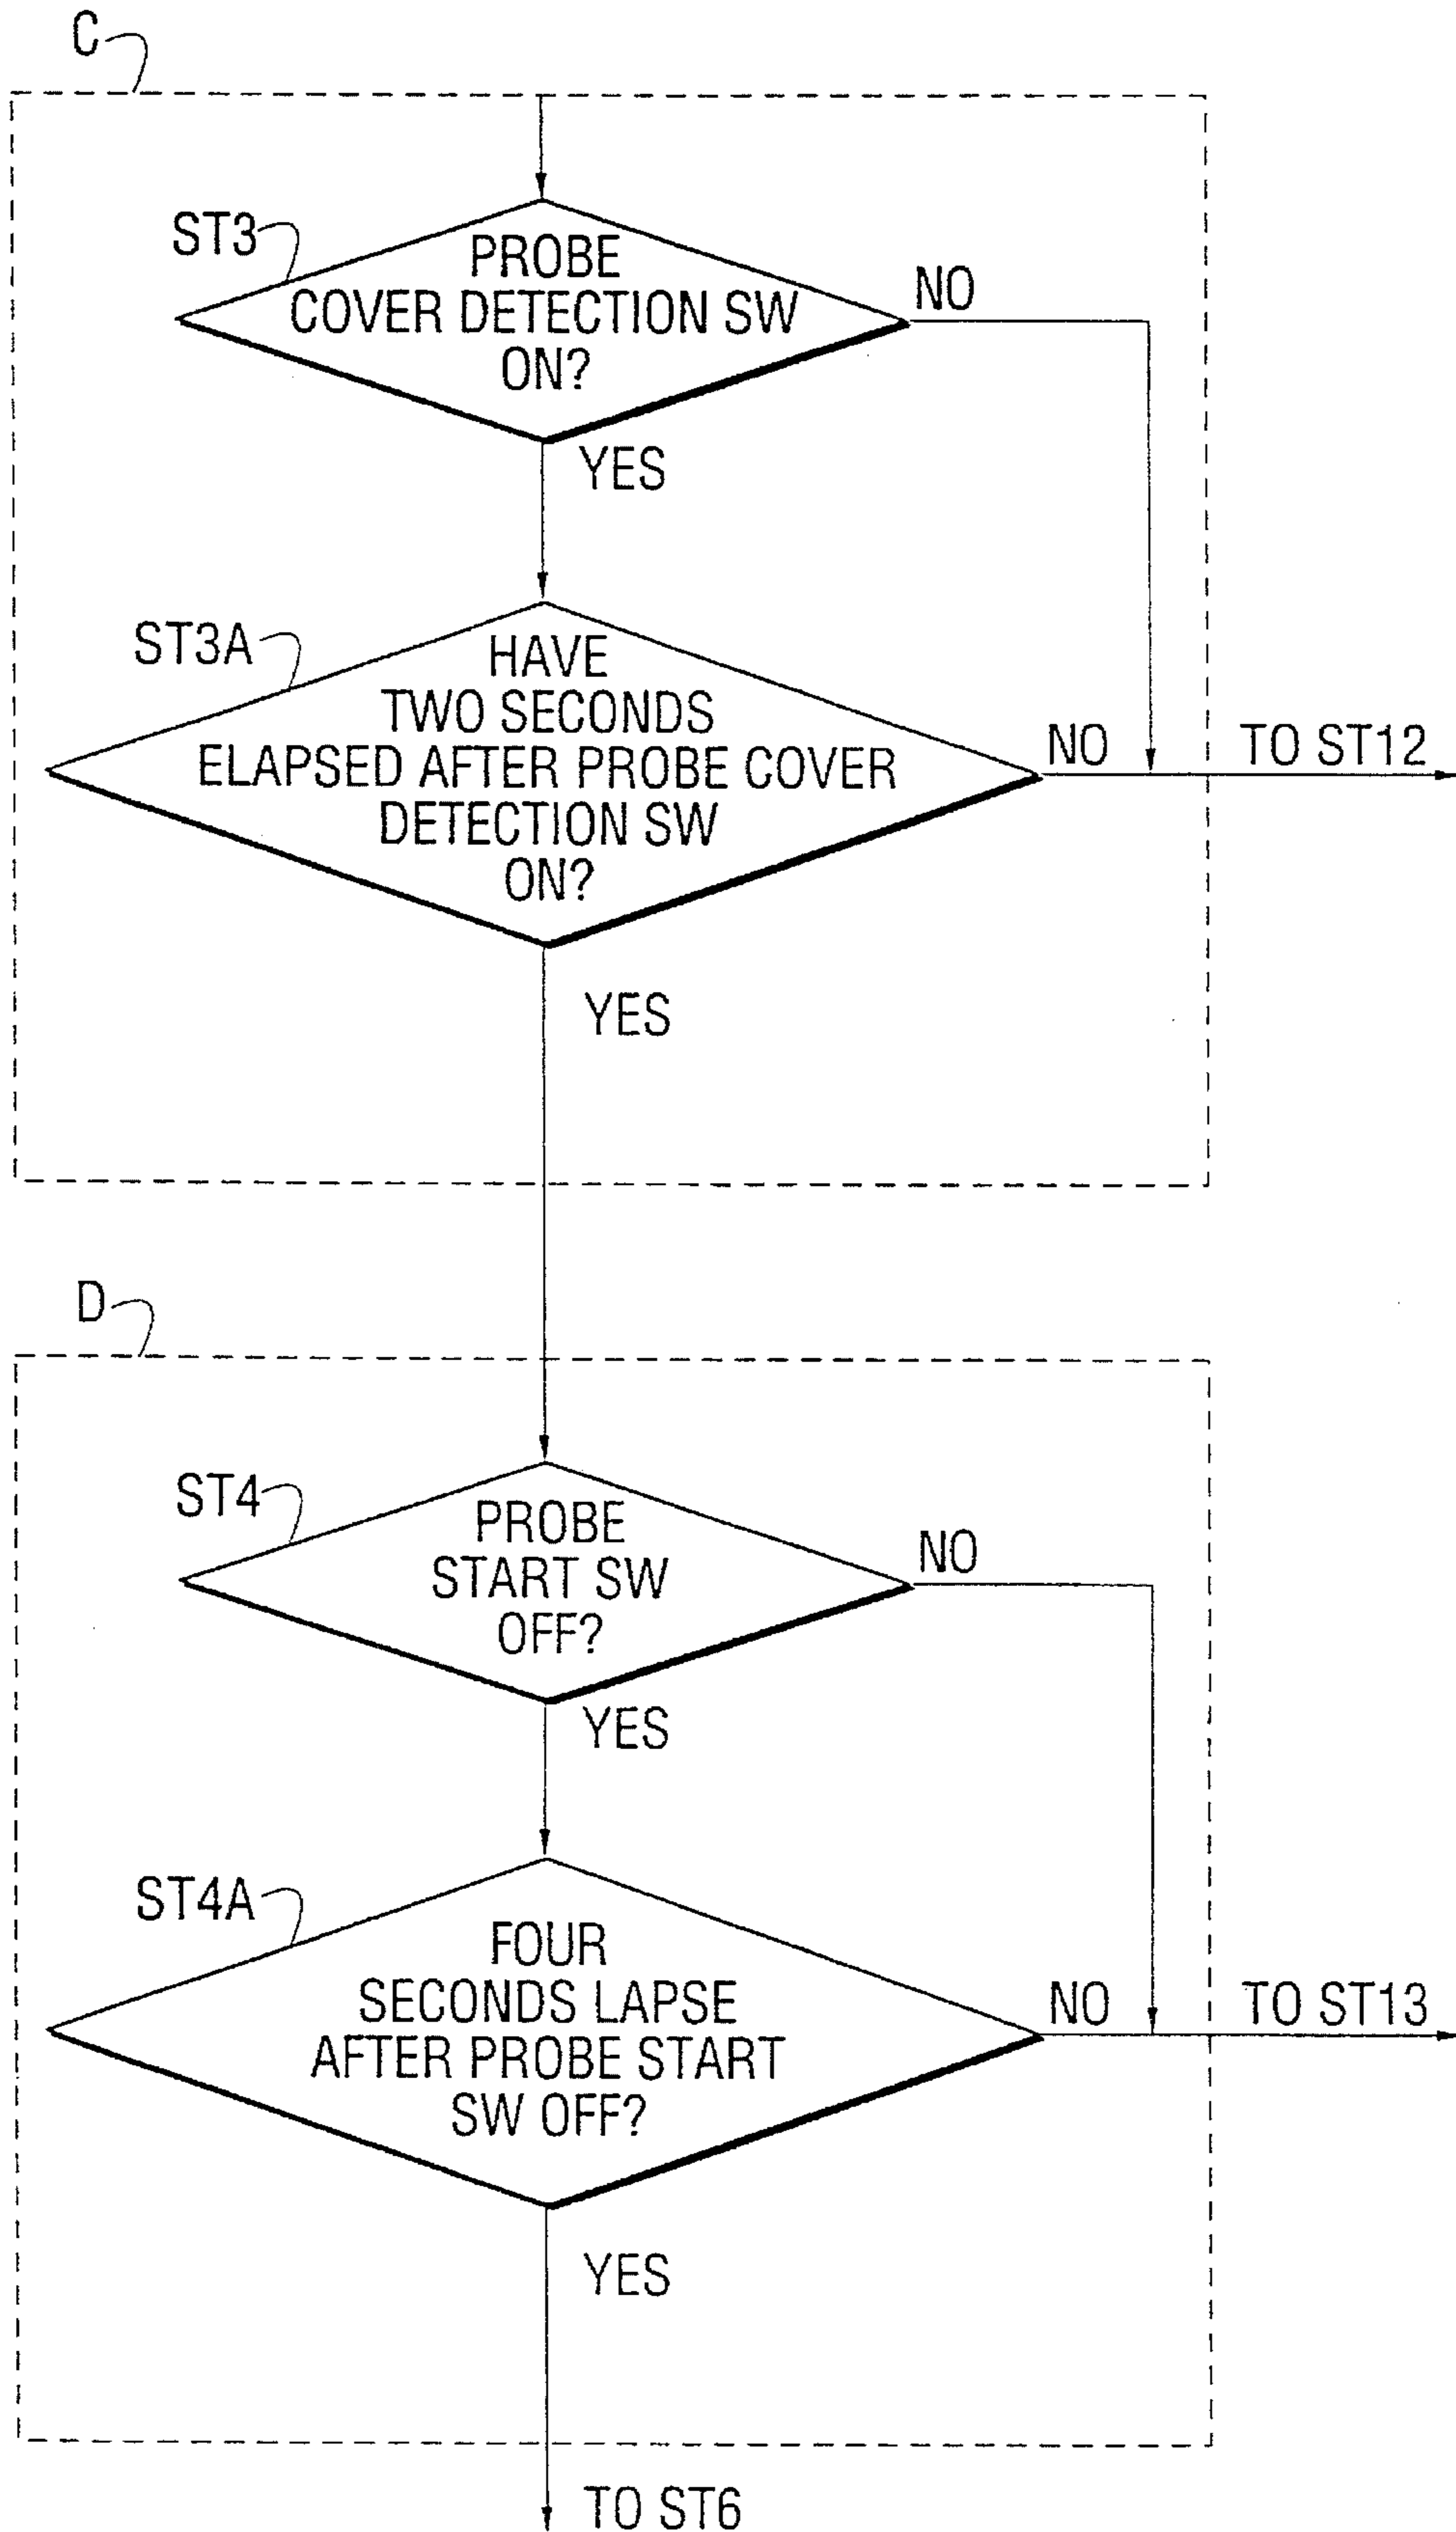 C
ST3
PROBE
COVER DETECTION SW
ON?
NO
YES
ST3A
HAVE
TWO SECONDS
ELAPSED AFTER PROBE COVER
DETECTION SW
ON?
NO
TO ST12
YES
D
ST4
PROBE
START SW
OFF?
NO
YES
ST4A
FOUR
SECONDS LAPSE
AFTER PROBE START
SW OFF?
NO
TO ST13
YES
TO ST6